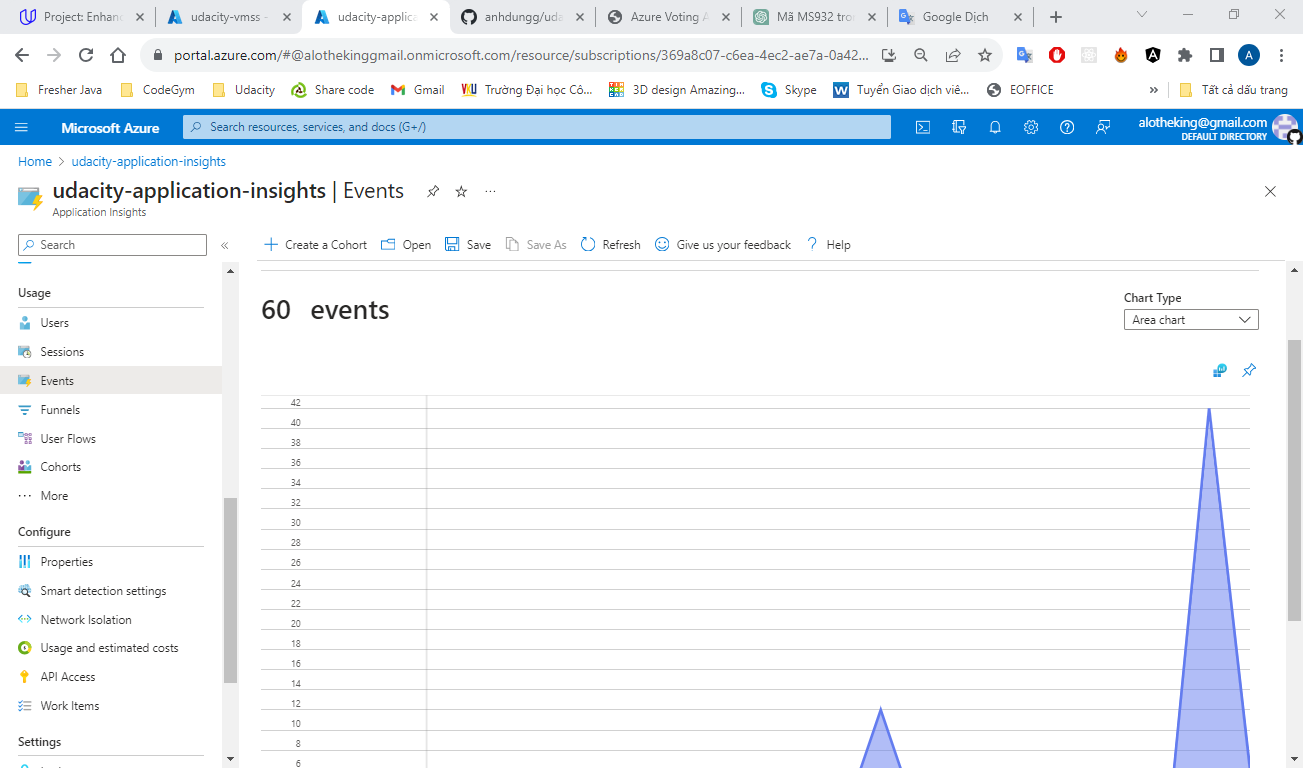 Project: Enhanc
udacity-vmss -
udacity-applica
anhdungg/uda
Azure Voting A
Mã MS932 tro
Google Dịch
portal.azure.com/#@alothekinggmail.onmicrosoft.com/resource/subscriptions/369a8c07-c6ea-4ec2-ae7a-0a42...
A
Fresher Java
CodeGym
Udacity
Share code
Gmail
Trường Đại học Cô...
3D design Amazing...
Skype
Tuyển Giao dịch viê...
EOFFICE
»
Tất cả dấu trang
Microsoft Azure
Search resources, services, and docs (G+/)
alotheking@gmail.com
DEFAULT DIRECTORY
Home > udacity-application-insights
udacity-application-insights | Events
Application Insights
Search
«
Create a Cohort
Open
Save
Save As
Refresh
Give us your feedback
Help
Usage
Users
Sessions
Events
Funnels
User Flows
Cohorts
More
Configure
Properties
Smart detection settings
Network Isolation
Usage and estimated costs
API Access
Work Items
Settings
60 events
Chart Type
Area chart
42
40
38
36
34
32
30
28
26
24
22
20
18
16
14
12
10
8
6